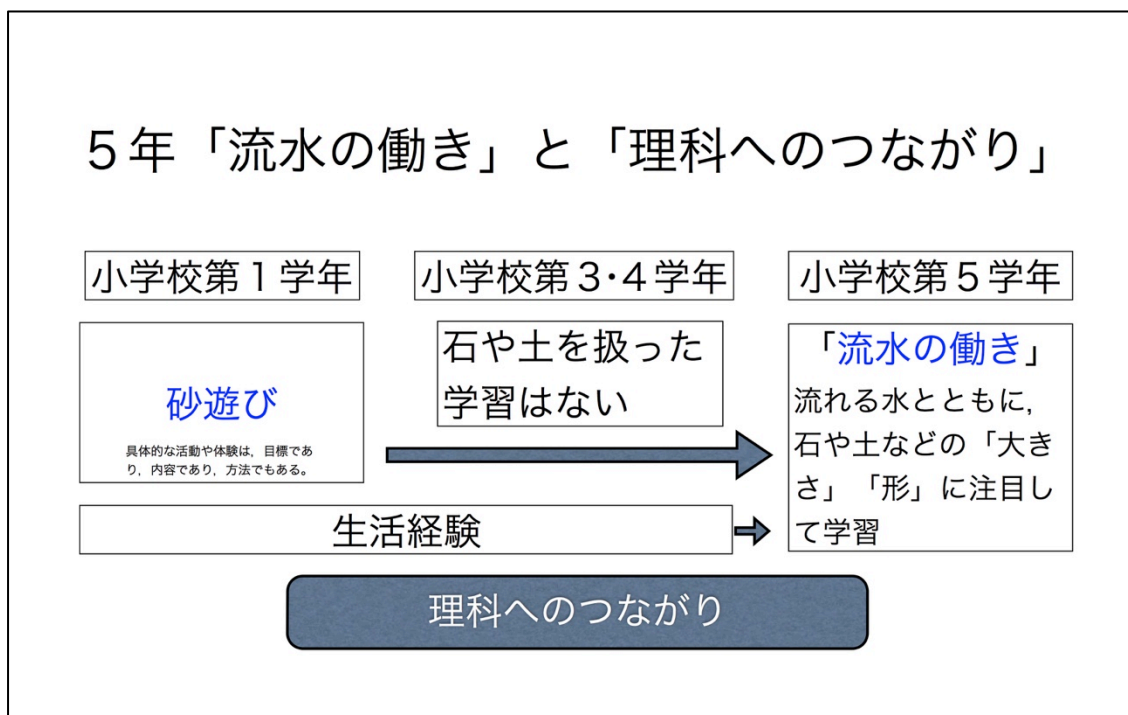 ５年「流水の働き」と「理科へのつながり」
小学校第１学年
小学校第３･４学年
小学校第５学年
砂遊び
具体的な活動や体験は，目標であ
り，内容であり，方法でもある。
石や土を扱った
学習はない
「流水の働き」
流れる水とともに，
石や土などの「大き
さ」「形」に注目し
て学習
生活経験
理科へのつながり